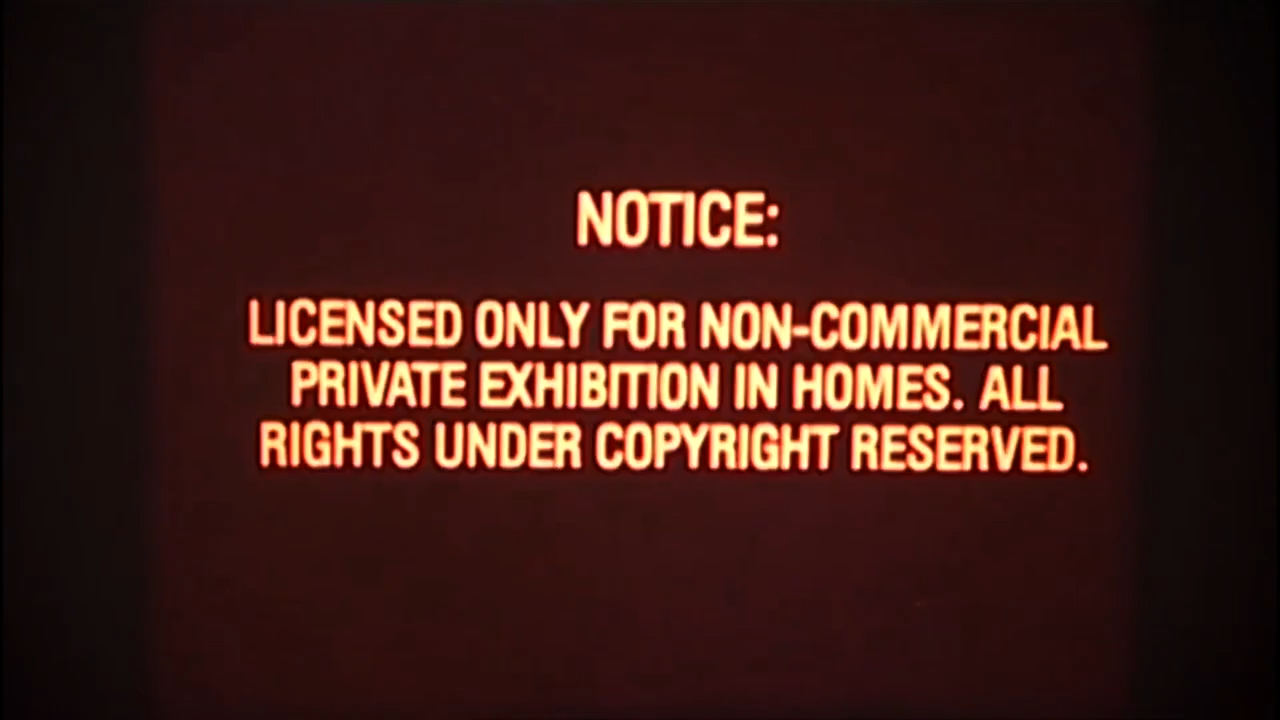 NOTICE:
LICENSED ONLY FOR NON-COMMERCIAL
PRIVATE EXHIBITION IN HOMES. ALL
RIGHTS UNDER COPYRIGHT RESERVED.